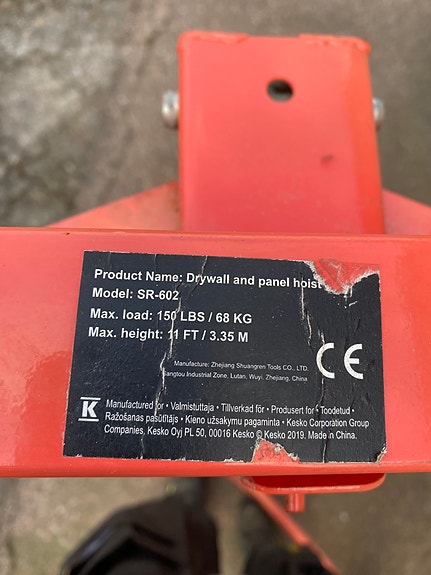 Product Name: Drywall and panel hoist
Model: SR-602
Max. load: 150 LBS / 68 KG
Max. height: 11 FT / 3.35 M
Manufacture: Zhejiang Shuangren Tools CO., LTD.
Industrial Zone, Lutan, Wuyi, Zhejiang, China
CE
K
Manufactured for • Valmistuttaja • Tillverkad för • Produsert for • Toodetud •
Ražošanas pasūtītājs • Kieno užsakymu pagaminta • Kesko Corporation Group
Companies, Kesko Oyj PL 50, 00016 Kesko © Kesko 2019. Made in China.